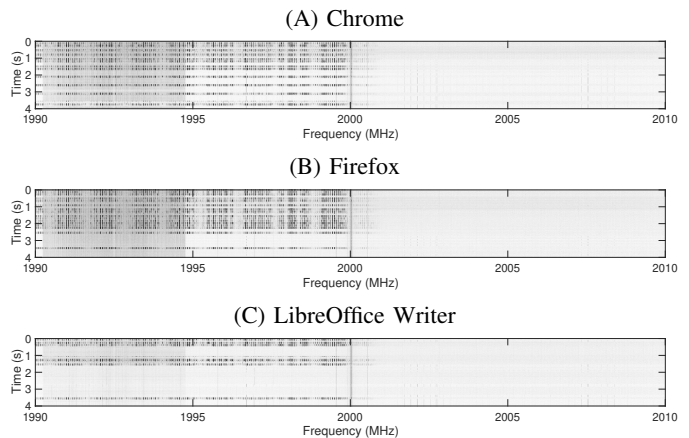 (A) Chrome
0
1
2
3
4
Time (s)
1990 1995 2000 2005 2010
Frequency (MHz)
(B) Firefox
0
1
2
3
4
Time (s)
1990 1995 2000 2005 2010
Frequency (MHz)
(C) LibreOffice Writer
0
1
2
3
4
Time (s)
1990 1995 2000 2005 2010
Frequency (MHz)